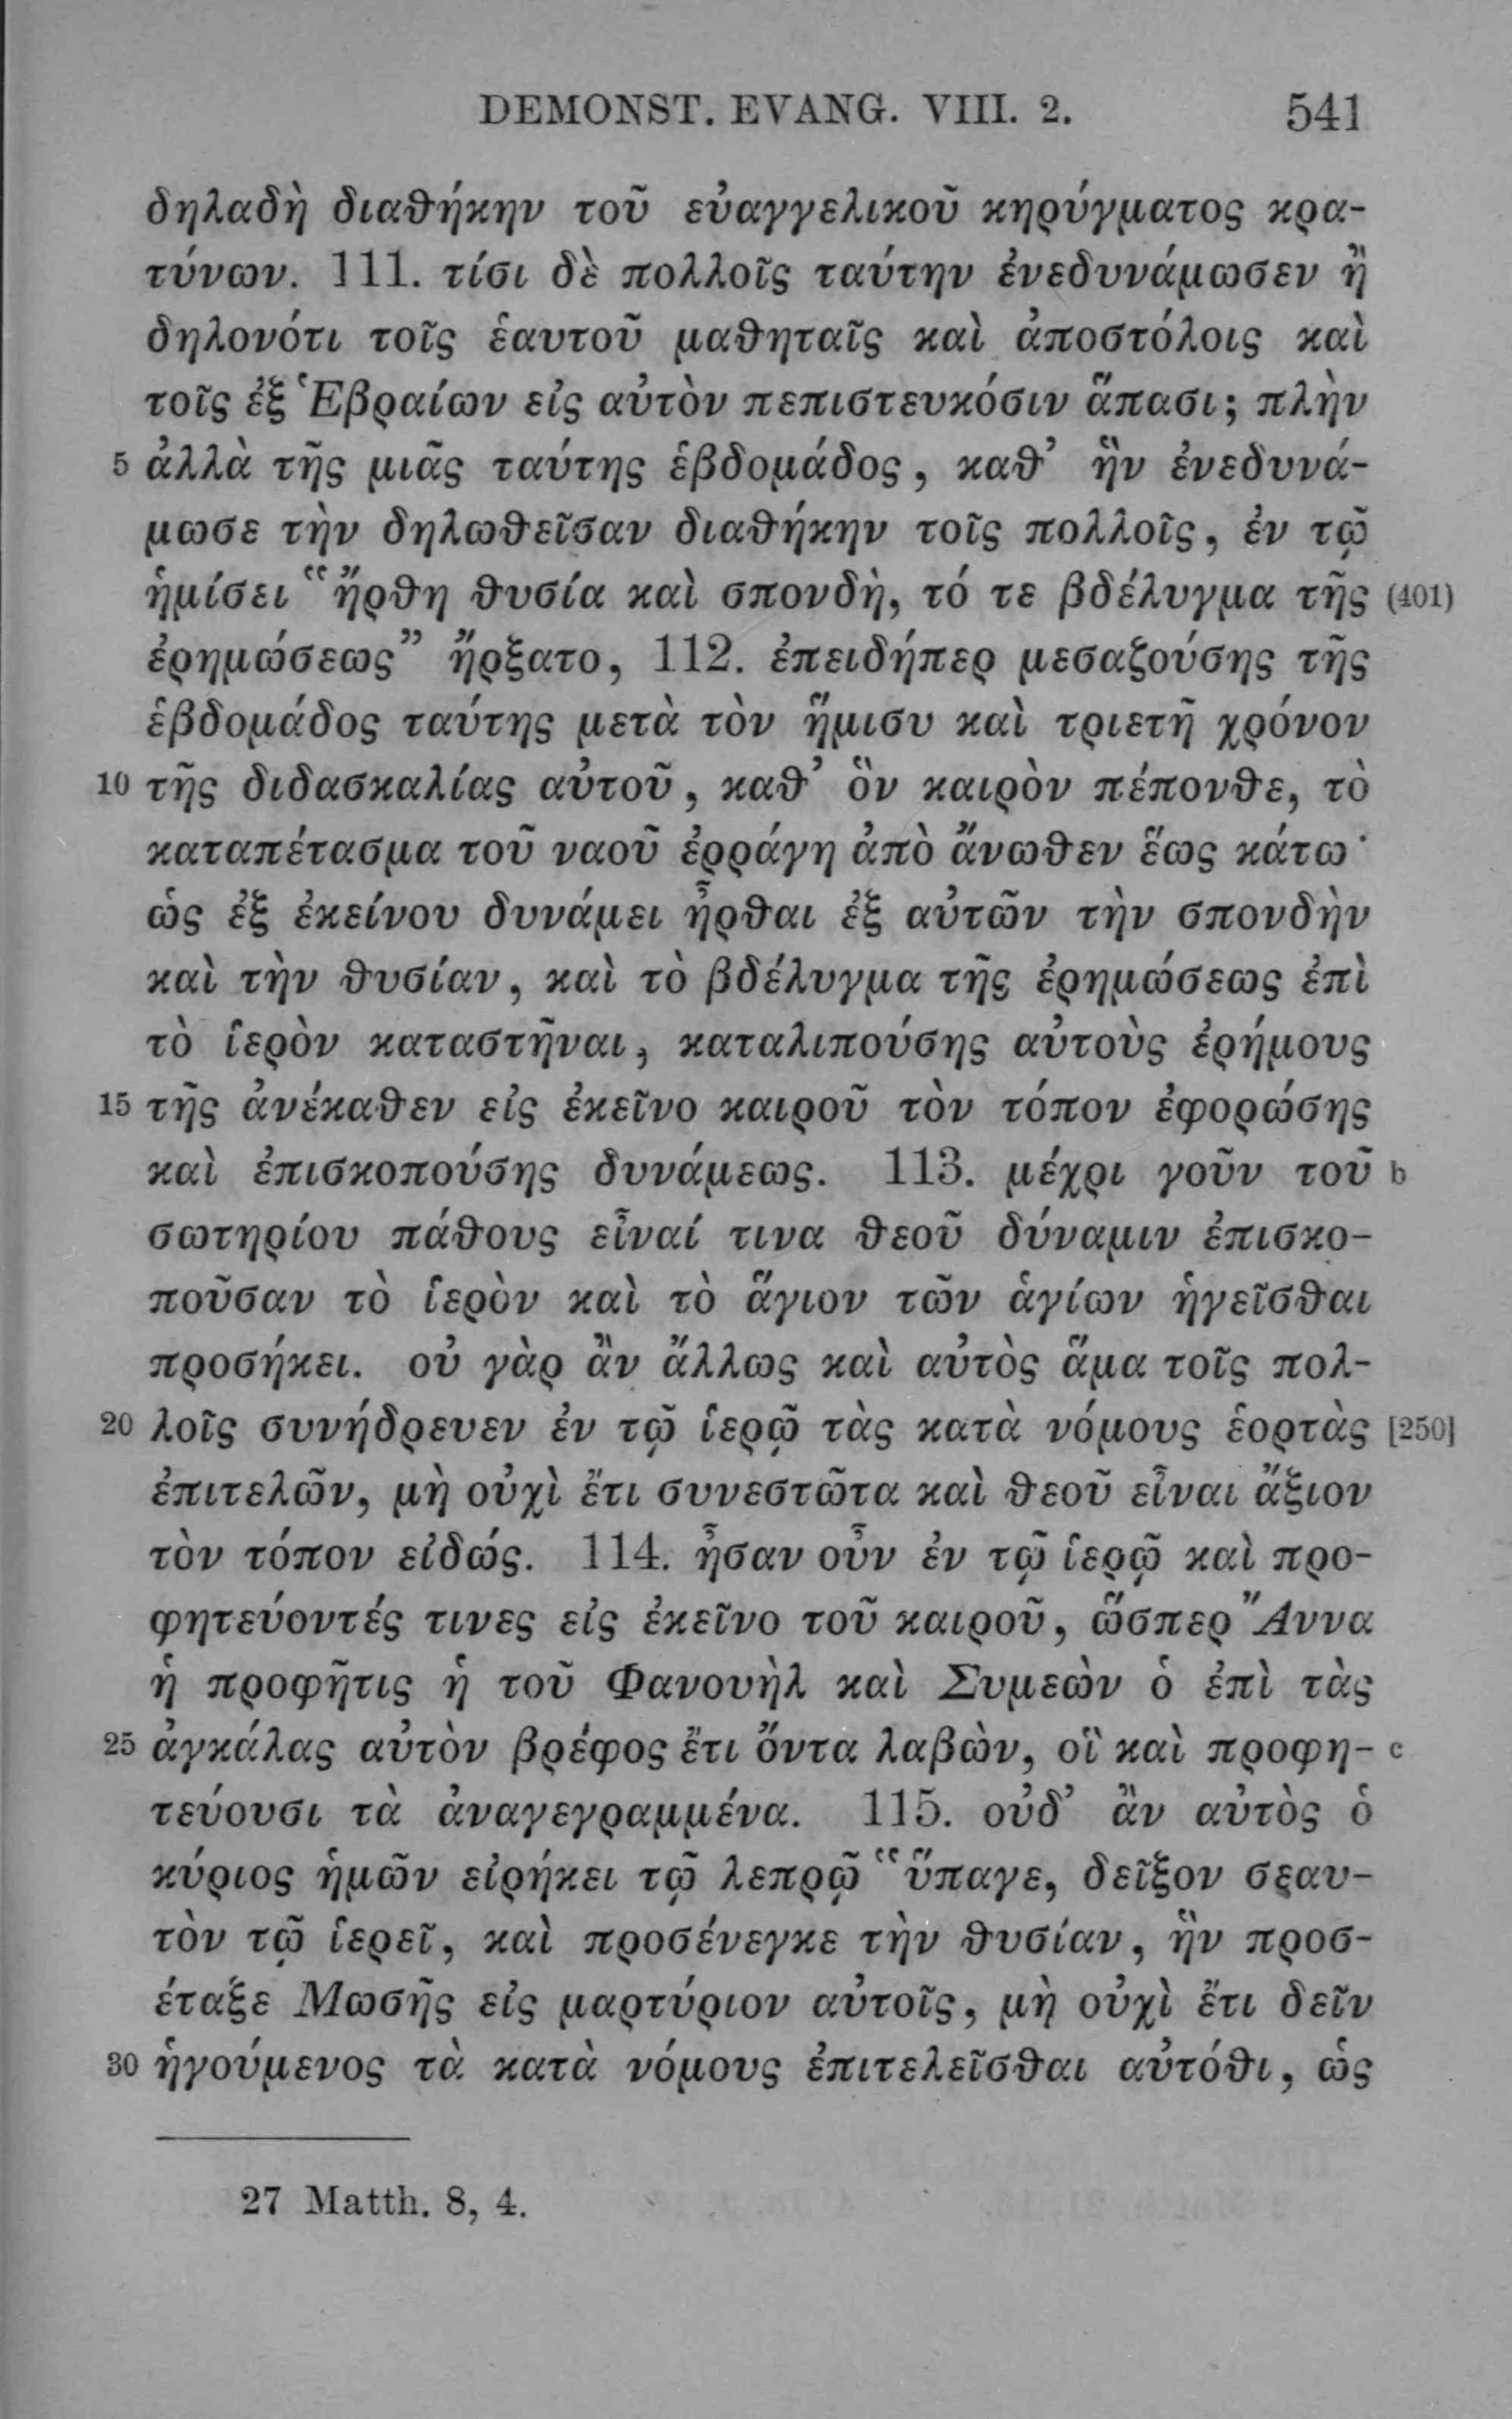 DEMONST. EVANG. VIII. 2. 541
δηλαδὴ διαθήκην τοῦ εὐαγγελικοῦ κηρύγματος κρα-
τύνων. 111. τίσι δὲ πολλοῖς ταύτην ἐνεδυνάμωσεν ἢ
δηλονότι τοῖς ἑαυτοῦ μαθηταῖς καὶ ἀποστόλοις καὶ
τοῖς ἐξ Ἑβραίων εἰς αὐτὸν πεπιστευκόσιν ἅπασι; πλὴν
5 ἀλλὰ τῆς μιᾶς ταύτης ἑβδομάδος, καθ’ ἣν ἐνεδυνά-
μωσε τὴν δηλωθεῖσαν διαθήκην τοῖς πολλοῖς, ἐν τῷ
ἡμίσει “ἤρθη θυσία καὶ σπονδὴ, τό τε βδέλυγμα τῆς (401)
ἐρημώσεως” ἤρξατο, 112. ἐπειδήπερ μεσαζούσης τῆς
ἑβδομάδος ταύτης μετὰ τὸν ἥμισυ καὶ τριετῆ χρόνον
10 τῆς διδασκαλίας αὐτοῦ, καθ’ ὃν καιρὸν πέπονθε, τὸ
καταπέτασμα τοῦ ναοῦ ἐρράγη ἀπὸ ἄνωθεν ἕως κάτω·
ὡς ἐξ ἐκείνου δυνάμει ἦρθαι ἐξ αὐτῶν τὴν σπονδὴν
καὶ τὴν θυσίαν, καὶ τὸ βδέλυγμα τῆς ἐρημώσεως ἐπὶ
τὸ ἱερὸν καταστῆναι, καταλιπούσης αὐτοὺς ἐρήμους
15 τῆς ἀνέκαθεν εἰς ἐκεῖνο καιροῦ τὸν τόπον ἐφορώσης
καὶ ἐπισκοπούσης δυνάμεως. 113. μέχρι γοῦν τοῦ b
σωτηρίου πάθους εἶναί τινα θεοῦ δύναμιν ἐπισκο-
ποῦσαν τὸ ἱερὸν καὶ τὸ ἅγιον τῶν ἁγίων ἡγεῖσθαι
προσήκει. οὐ γὰρ ἂν ἄλλως καὶ αὐτὸς ἅμα τοῖς πολ-
20 λοῖς συνήδρευεν ἐν τῷ ἱερῷ τὰς κατὰ νόμους ἑορτὰς [250]
ἐπιτελῶν, μὴ οὐχὶ ἔτι συνεστῶτα καὶ θεοῦ εἶναι ἄξιον
τὸν τόπον εἰδώς. 114. ἦσαν οὖν ἐν τῷ ἱερῷ καὶ προ-
φητεύοντές τινες εἰς ἐκεῖνο τοῦ καιροῦ, ὥσπερ Ἄννα
ἡ προφῆτις ἡ τοῦ Φανουὴλ καὶ Συμεὼν ὁ ἐπὶ τὰς
25 ἀγκάλας αὐτὸν βρέφος ἔτι ὄντα λαβὼν, οἳ καὶ προφη- c
τεύουσι τὰ ἀναγεγραμμένα. 115. οὐδ’ ἂν αὐτὸς ὁ
κύριος ἡμῶν εἰρήκει τῷ λεπρῷ “ὕπαγε, δεῖξον σεαυ-
τὸν τῷ ἱερεῖ, καὶ προσένεγκε τὴν θυσίαν, ἣν προσ-
έταξε Μωσῆς εἰς μαρτύριον αὐτοῖς, μὴ οὐχὶ ἔτι δεῖν
30 ἡγούμενος τὰ κατὰ νόμους ἐπιτελεῖσθαι αὐτόθι, ὡς
27 Matth. 8, 4.